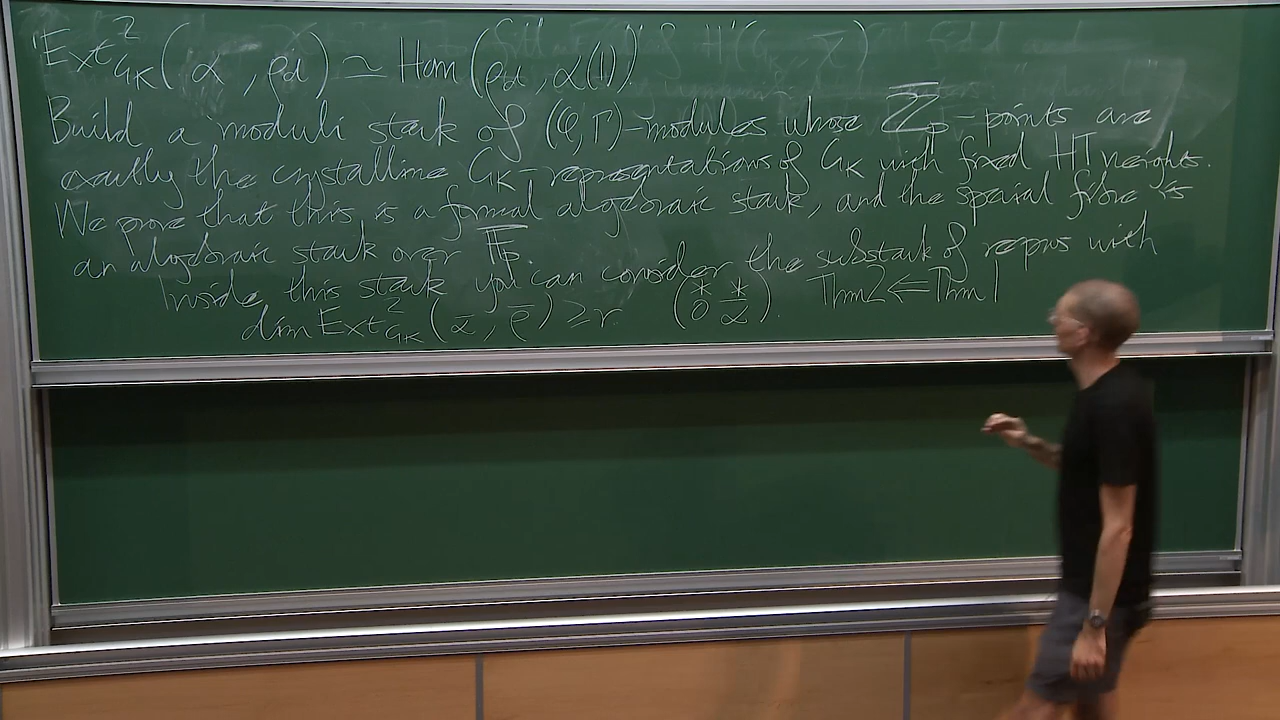 "Ext²_{G_K}(α, ρ_d) ≃ Hom(ρ_d, α(1))"
Build a moduli stack of (φ,Γ)-modules whose Z̄_p-points are
exactly the crystalline G_K-representations of G_K with fixed HT weights.
We prove that this is a formal algebraic stack, and the special fibre is
an algebraic stack over F̄_p.
Inside this stack you can consider the substack of repns with
dim Ext²_{G_K}(ᾱ, ρ̄) ≥ r. (* * 0 ᾱ). Thm 2 ⇐ Thm 1